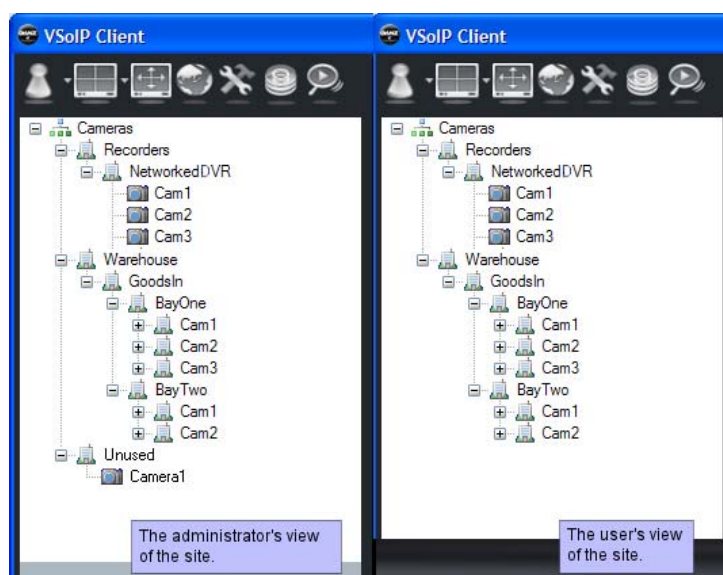 VSoIP Client
Cameras
Recorders
NetworkedDVR
Cam1
Cam2
Cam3
Warehouse
GoodsIn
BayOne
Cam1
Cam2
Cam3
BayTwo
Cam1
Cam2
Unused
Camera1
The administrator's view
of the site.
VSoIP Client
Cameras
Recorders
NetworkedDVR
Cam1
Cam2
Cam3
Warehouse
GoodsIn
BayOne
Cam1
Cam2
Cam3
BayTwo
Cam1
Cam2
The user's view
of the site.